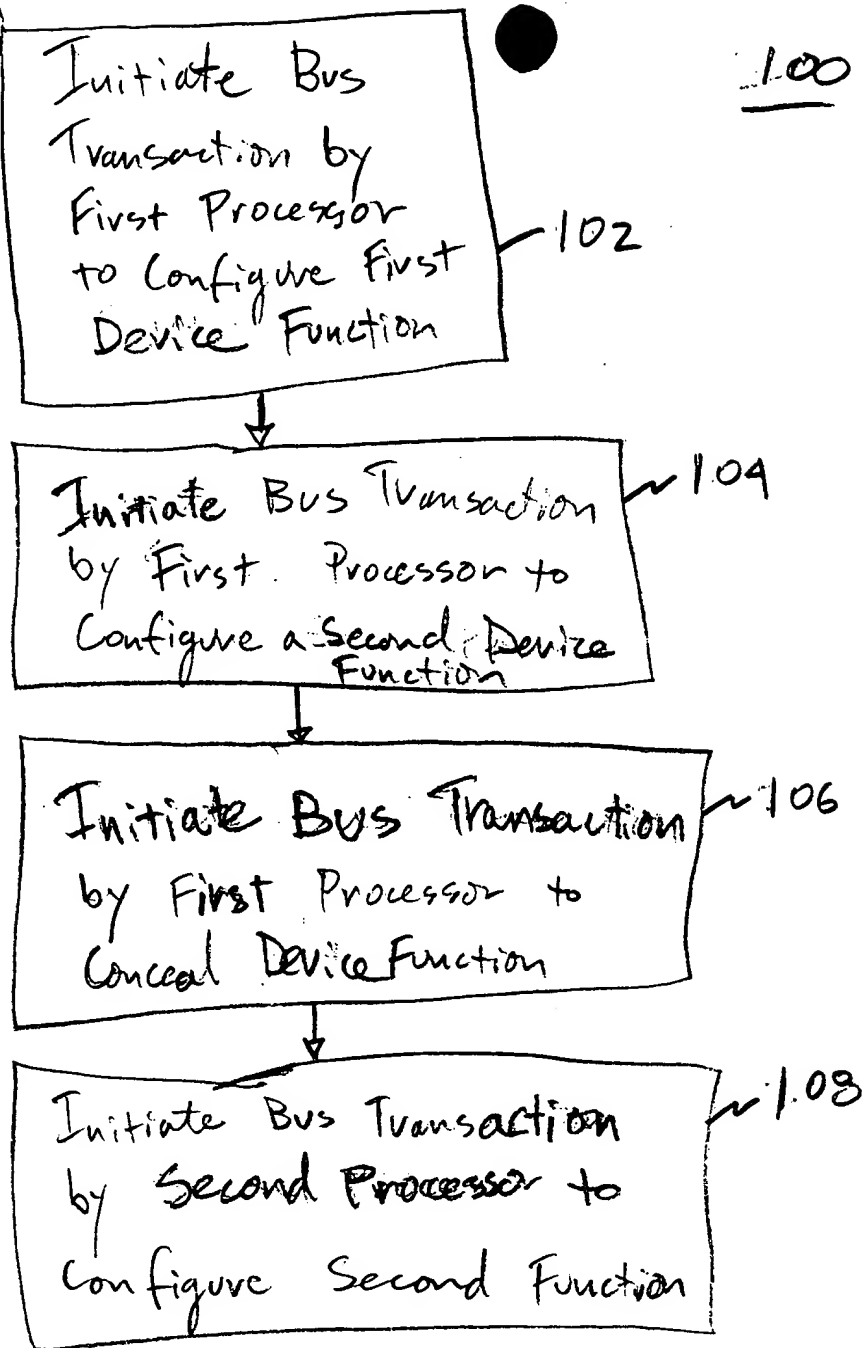 100
Initiate Bus
Transaction by
First Processor
to Configure First
Device Function
102
Initiate Bus Transaction
by First Processor to
Configure a Second Device
Function
104
Initiate Bus Transaction
by First Processor to
Conceal Device Function
106
Initiate Bus Transaction
by Second Processor to
Configure Second Function
108